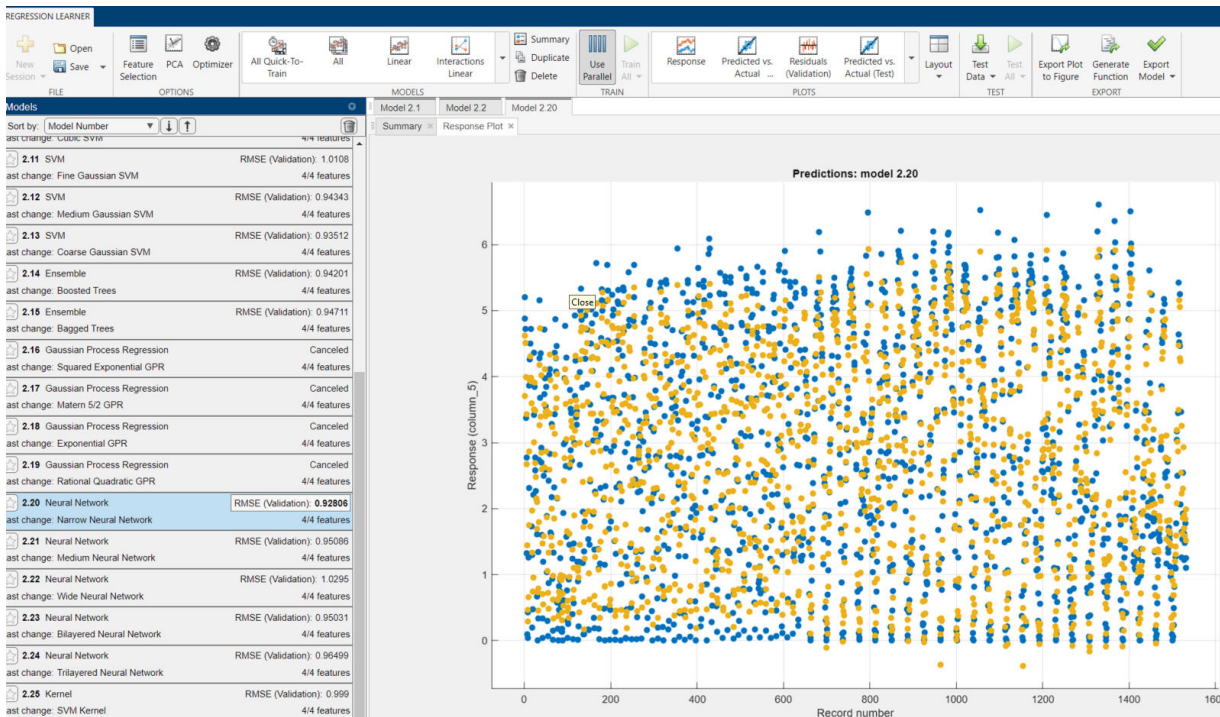 REGRESSION LEARNER
New Session
Open
Save
Feature Selection
PCA
Optimizer
All Quick-To-Train
All
Linear
Interactions Linear
Summary
Duplicate
Delete
Use Parallel
Train All
Response
Predicted vs. Actual ...
Residuals (Validation)
Predicted vs. Actual (Test)
Layout
Test Data
Test All
Export Plot to Figure
Generate Function
Export Model
FILE
OPTIONS
MODELS
TRAIN
PLOTS
TEST
EXPORT
Models
Model 2.1
Model 2.2
Model 2.20
Sort by: Model Number
Summary
Response Plot
ast change: Cubic SVM 4/4 features
2.11 SVM RMSE (Validation): 1.0108
ast change: Fine Gaussian SVM 4/4 features
2.12 SVM RMSE (Validation): 0.94343
ast change: Medium Gaussian SVM 4/4 features
2.13 SVM RMSE (Validation): 0.93512
ast change: Coarse Gaussian SVM 4/4 features
2.14 Ensemble RMSE (Validation): 0.94201
ast change: Boosted Trees 4/4 features
2.15 Ensemble RMSE (Validation): 0.94711
ast change: Bagged Trees 4/4 features
2.16 Gaussian Process Regression Canceled
ast change: Squared Exponential GPR 4/4 features
2.17 Gaussian Process Regression Canceled
ast change: Matern 5/2 GPR 4/4 features
2.18 Gaussian Process Regression Canceled
ast change: Exponential GPR 4/4 features
2.19 Gaussian Process Regression Canceled
ast change: Rational Quadratic GPR 4/4 features
2.20 Neural Network RMSE (Validation): 0.92806
ast change: Narrow Neural Network 4/4 features
2.21 Neural Network RMSE (Validation): 0.95086
ast change: Medium Neural Network 4/4 features
2.22 Neural Network RMSE (Validation): 1.0295
ast change: Wide Neural Network 4/4 features
2.23 Neural Network RMSE (Validation): 0.95031
ast change: Bilayered Neural Network 4/4 features
2.24 Neural Network RMSE (Validation): 0.96499
ast change: Trilayered Neural Network 4/4 features
2.25 Kernel RMSE (Validation): 0.999
ast change: SVM Kernel 4/4 features
Predictions: model 2.20
Close
Response (column_5)
6
5
4
3
2
1
0
0 200 400 600 800 1000 1200 1400 1600
Record number